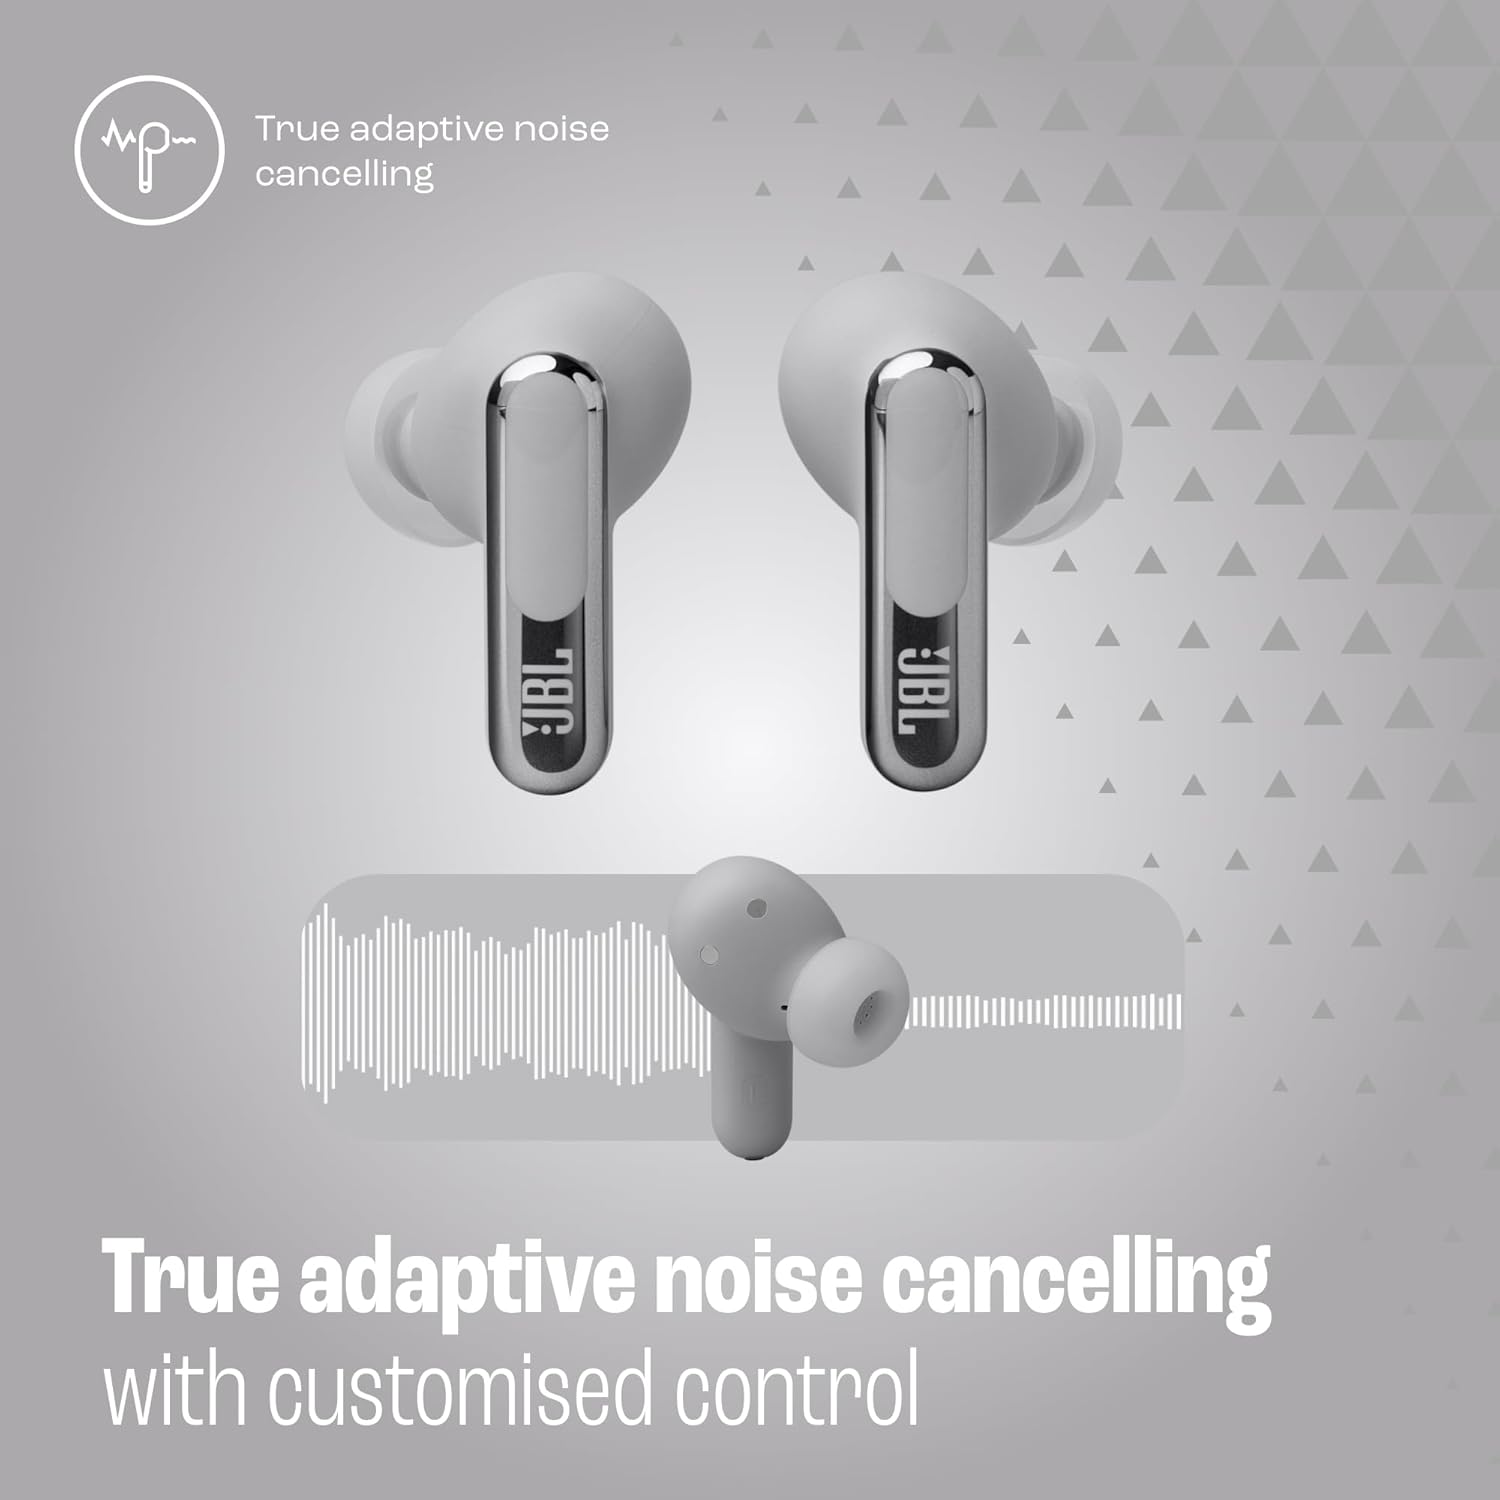 True adaptive noise
cancelling
JBL
JBL
True adaptive noise cancelling
with customised control